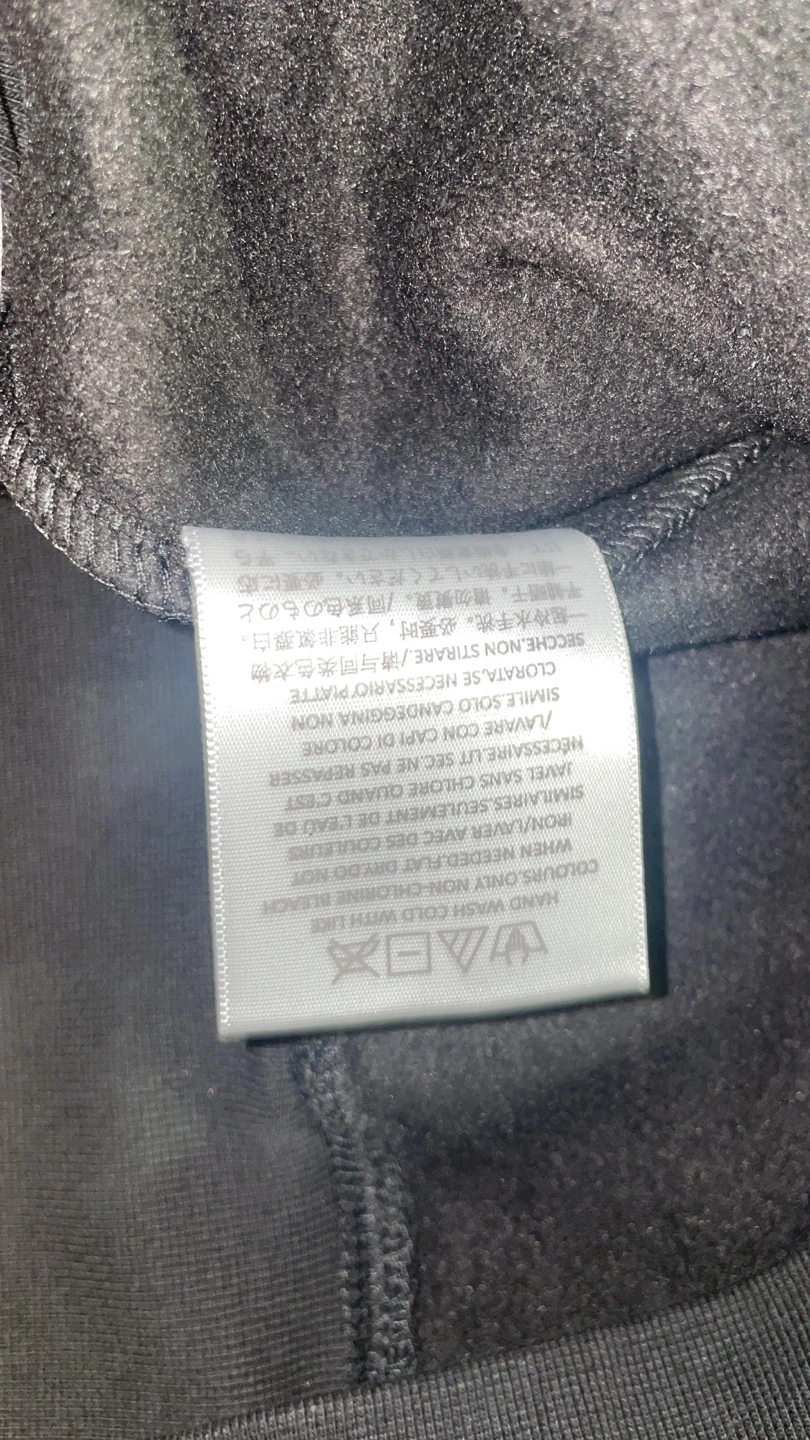 HAND WASH COLD WITH LIKE
COLOURS.ONLY NON-CHLORINE BLEACH
WHEN NEEDED.FLAT DRY.DO NOT
IRON/LAVER AVEC DES COULEURS
SIMILAIRES.SEULEMENT DE L'EAU DE
JAVEL SANS CHLORE QUAND C'EST
NÉCESSAIRE.LIT SEC.NE PAS REPASSER
/LAVARE CON CAPI DI COLORE
SIMILE.SOLO CANDEGGINA NON
CLORATA.SE NECESSARIO.PIATTE
SECCHE.NON STIRARE./请与同类色衣物
一起冷水手洗。必要时，只能非氯漂白。
平铺晒干。请勿熨烫。/同系色のものと
一緒に手洗いしてください。必要に応